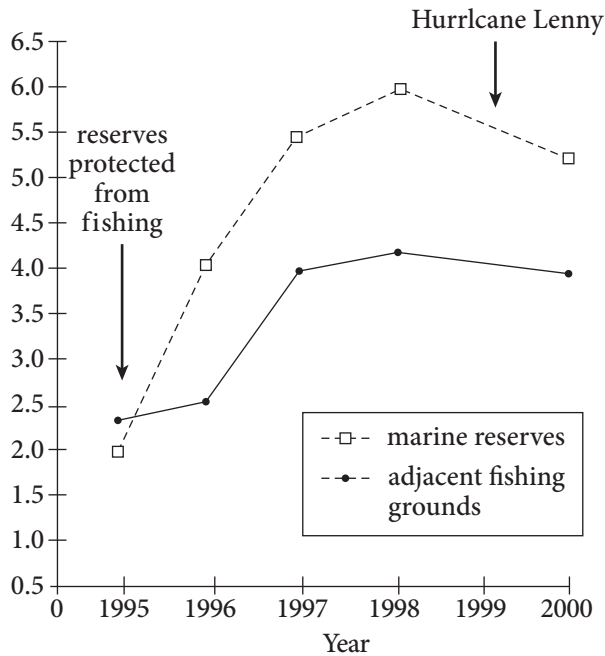 Hurrlcane Lenny
6.5
6.0
5.5
5.0
4.5
4.0
3.5
3.0
2.5
2.0
1.5
1.0
0.5
reserves
protected
from
fishing
marine reserves
adjacent fishing
grounds
0 1995 1996 1997 1998 1999 2000
Year